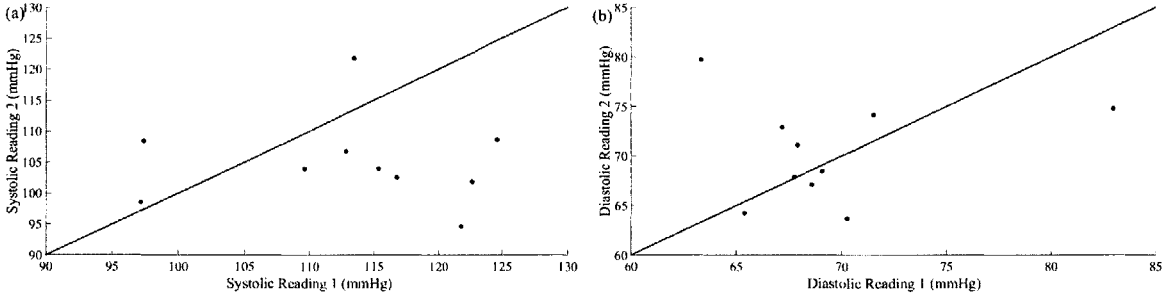 (a)
130
125
120
115
110
105
100
95
90
Systolic Reading 2 (mmHg)
90 95 100 105 110 115 120 125 130
Systolic Reading 1 (mmHg)
(b)
85
80
75
70
65
60
Diastolic Reading 2 (mmHg)
60 65 70 75 80 85
Diastolic Reading 1 (mmHg)